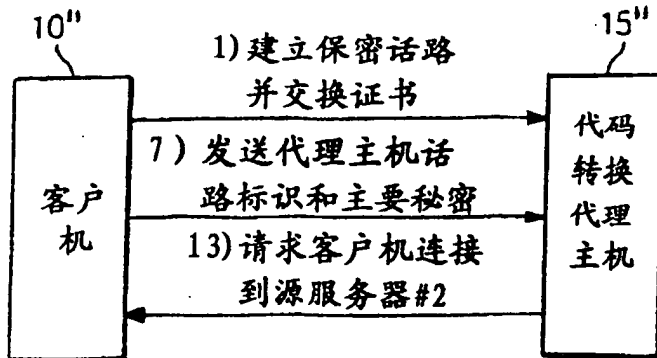 10"
15"
1)建立保密话路
并交换证书
7) 发送代理主机话
路标识和主要秘密
13)请求客户机连接
到源服务器#2
客户
机
代码
转换
代理
主机